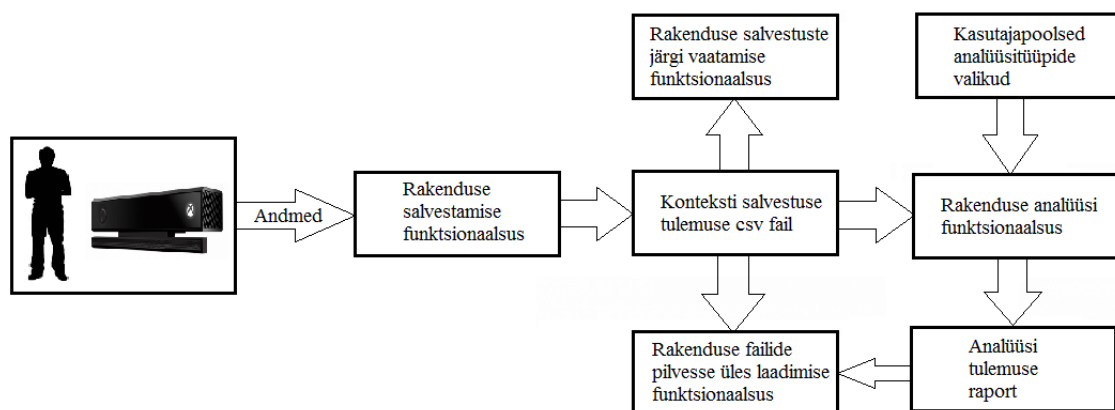 Rakenduse salvestuste
järgi vaatamise
funktsionaalsus
Kasutajapoolsed
analüüsitüüpide
valikud
Andmed
Rakenduse
salvestamise
funktsionaalsus
Konteksti salvestuse
tulemuse csv fail
Rakenduse analüüsi
funktsionaalsus
Rakenduse failide
pilvesse üles laadimise
funktsionaalsus
Analüüsi
tulemuse
raport